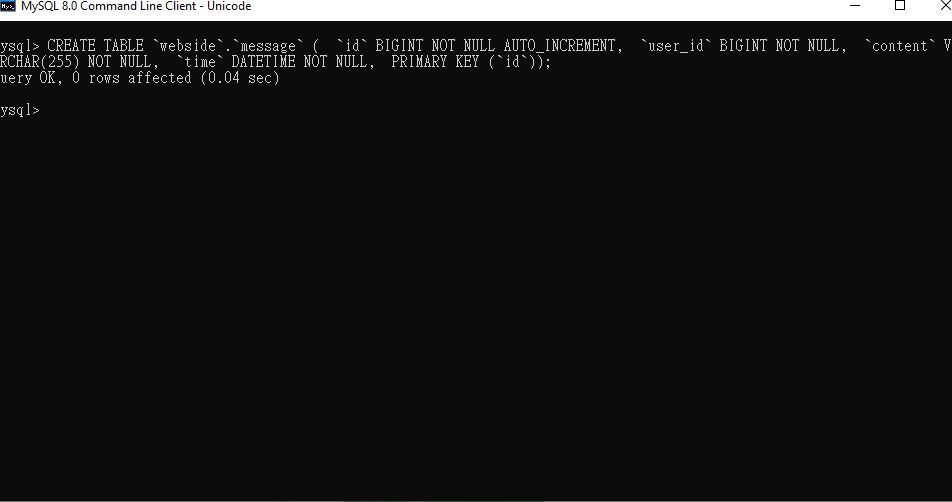 MySQL 8.0 Command Line Client - Unicode
ysql> CREATE TABLE `webside`.`message` (  `id` BIGINT NOT NULL AUTO_INCREMENT,  `user_id` BIGINT NOT NULL,  `content` V
RCHAR(255) NOT NULL,  `time` DATETIME NOT NULL,  PRIMARY KEY (`id`));
uery OK, 0 rows affected (0.04 sec)
ysql>